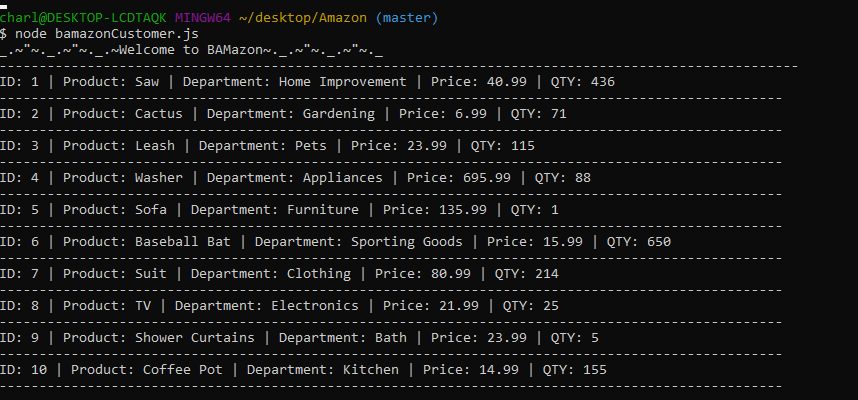 charl@DESKTOP-LCDTAQK MINGW64 ~/desktop/Amazon (master)
$ node bamazonCustomer.js
_.~"~._.~"~._.~Welcome to BAMazon~._.~"~._.~"~._
----------------------------------------------------------------------------------------------------
ID: 1 | Product: Saw | Department: Home Improvement | Price: 40.99 | QTY: 436
--------------------------------------------------------------------------------------------------
ID: 2 | Product: Cactus | Department: Gardening | Price: 6.99 | QTY: 71
--------------------------------------------------------------------------------------------------
ID: 3 | Product: Leash | Department: Pets | Price: 23.99 | QTY: 115
--------------------------------------------------------------------------------------------------
ID: 4 | Product: Washer | Department: Appliances | Price: 695.99 | QTY: 88
--------------------------------------------------------------------------------------------------
ID: 5 | Product: Sofa | Department: Furniture | Price: 135.99 | QTY: 1
--------------------------------------------------------------------------------------------------
ID: 6 | Product: Baseball Bat | Department: Sporting Goods | Price: 15.99 | QTY: 650
--------------------------------------------------------------------------------------------------
ID: 7 | Product: Suit | Department: Clothing | Price: 80.99 | QTY: 214
--------------------------------------------------------------------------------------------------
ID: 8 | Product: TV | Department: Electronics | Price: 21.99 | QTY: 25
--------------------------------------------------------------------------------------------------
ID: 9 | Product: Shower Curtains | Department: Bath | Price: 23.99 | QTY: 5
--------------------------------------------------------------------------------------------------
ID: 10 | Product: Coffee Pot | Department: Kitchen | Price: 14.99 | QTY: 155
--------------------------------------------------------------------------------------------------